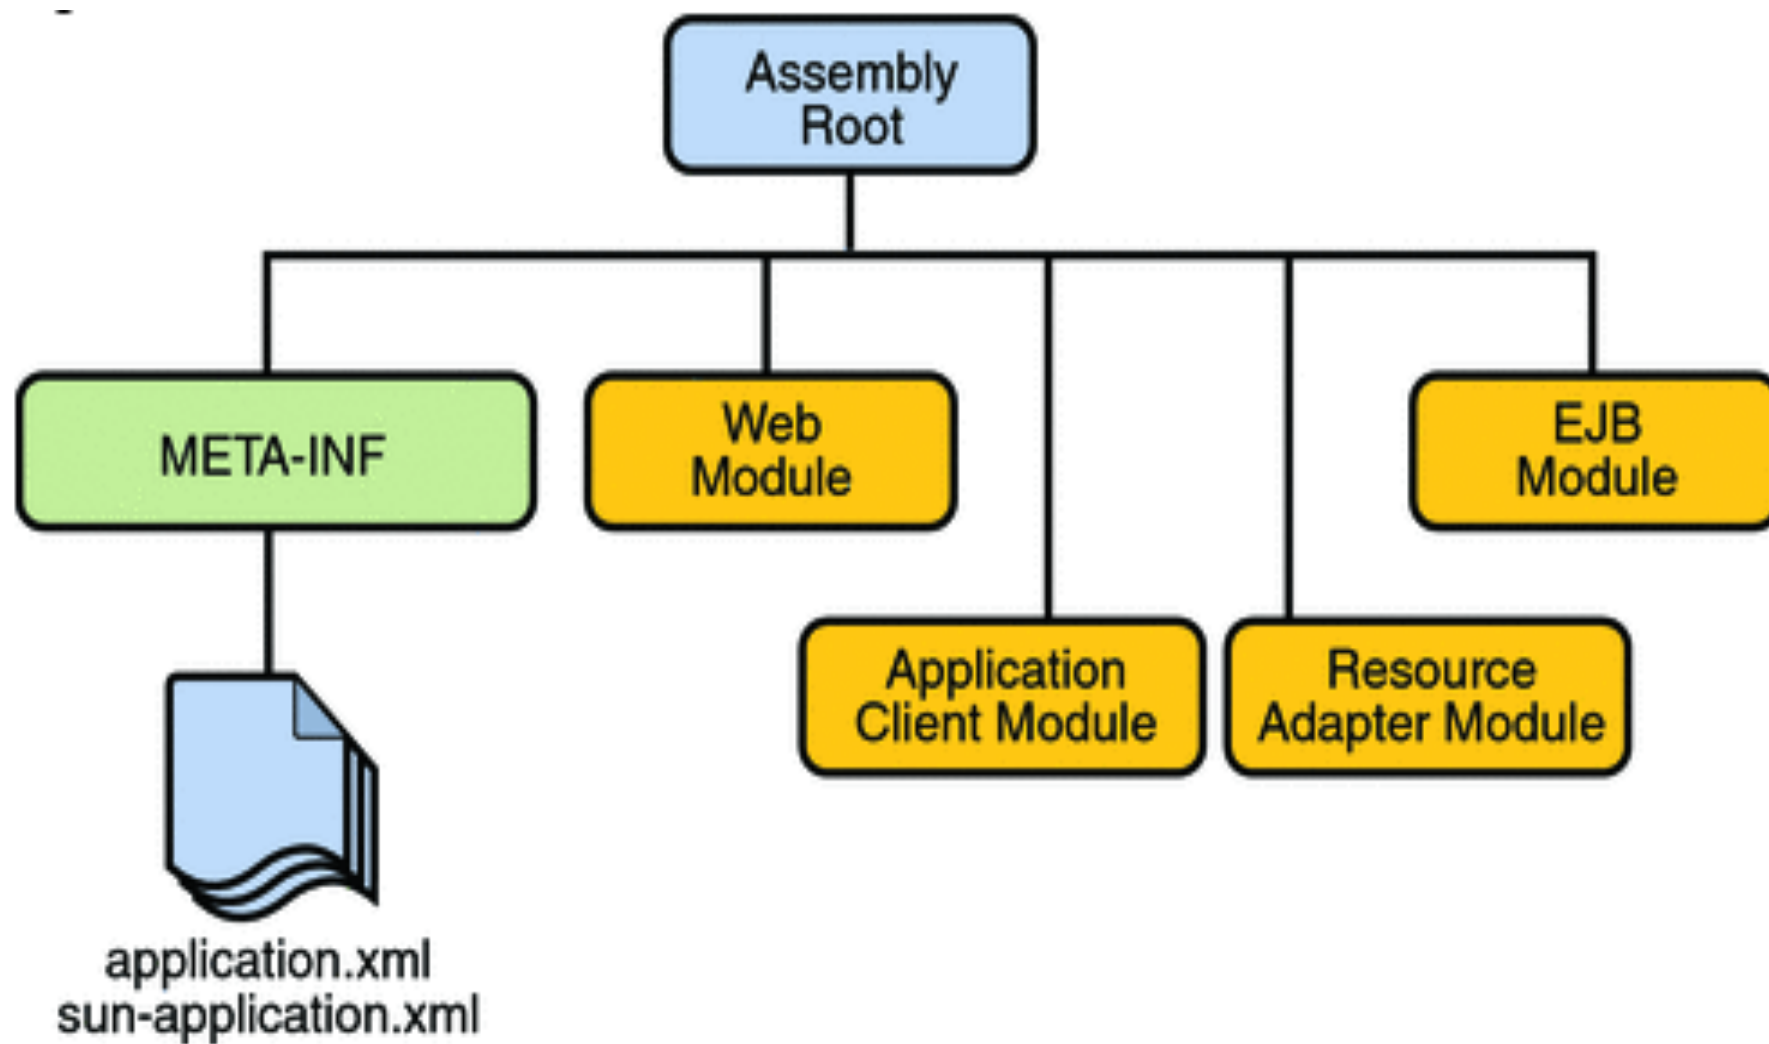 Assembly
Root
META-INF
Web
Module
EJB
Module
Application
Client Module
Resource
Adapter Module
application.xml
sun-application.xml